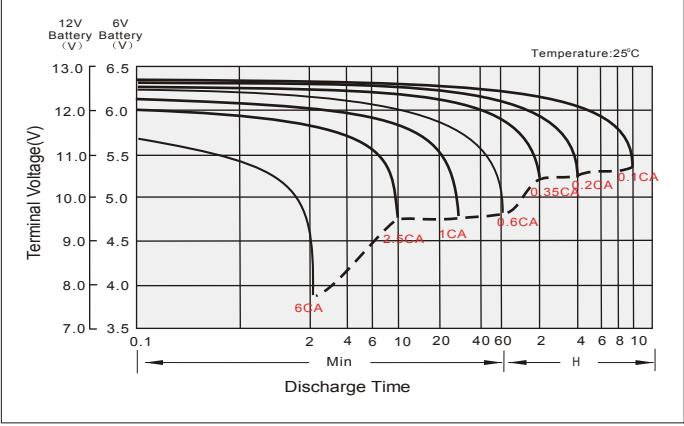 12V 6V
Battery Battery
(V) (V)
Temperature:25°C
13.0 6.5
12.0 6.0
11.0 5.5
10.0 5.0
9.0 4.5
8.0 4.0
7.0 3.5
Terminal Voltage(V)
0.1CA
0.2CA
0.35CA
0.6CA
1CA
2.5CA
6CA
0.1 2 4 6 10 20 40 60 2 4 6 8 10
Min H
Discharge Time